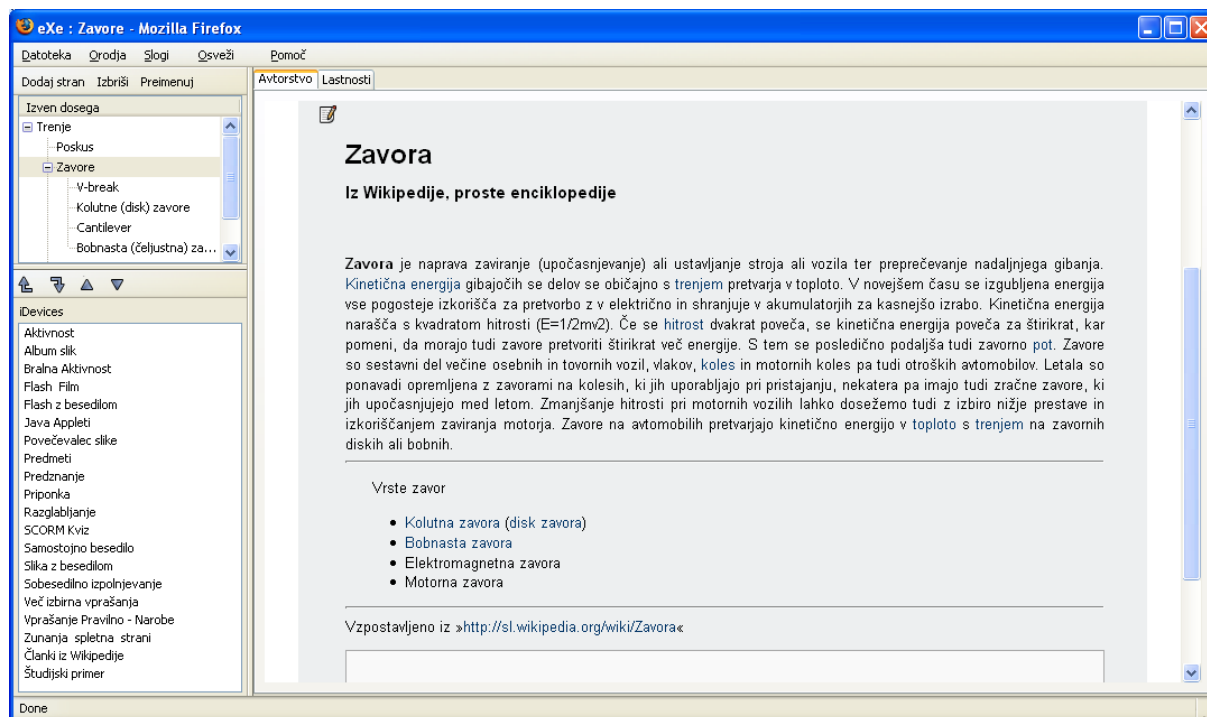 eXe : Zavore - Mozilla Firefox
Datoteka Orodja Slogi Osveži Pomoč
Dodaj stran Izbriši Preimenuj
Izven dosega
Trenje
Poskus
Zavore
V-break
Kolutne (disk) zavore
Cantilever
Bobnasta (čeljustna) za...
iDevices
Aktivnost
Album slik
Bralna Aktivnost
Flash Film
Flash z besedilom
Java Appleti
Povečevalec slike
Predmeti
Predznanje
Priponka
Razglabljanje
SCORM Kviz
Samostojno besedilo
Slika z besedilom
Sobesedilno izpolnjevanje
Več izbirna vprašanja
Vprašanje Pravilno - Narobe
Zunanja spletna strani
Članki iz Wikipedije
Študijski primer
Avtorstvo Lastnosti
Zavora
Iz Wikipedije, proste enciklopedije
Zavora je naprava zaviranje (upočasnjevanje) ali ustavljanje stroja ali vozila ter preprečevanje nadaljnjega gibanja.
Kinetična energija gibajočih se delov se običajno s trenjem pretvarja v toploto. V novejšem času se izgubljena energija
vse pogosteje izkorišča za pretvorbo z v električno in shranjuje v akumulatorjih za kasnejšo izrabo. Kinetična energija
narašča s kvadratom hitrosti (E=1/2mv2). Če se hitrost dvakrat poveča, se kinetična energija poveča za štirikrat, kar
pomeni, da morajo tudi zavore pretvoriti štirikrat več energije. S tem se posledično podaljša tudi zavorno pot. Zavore
so sestavni del večine osebnih in tovornih vozil, vlakov, koles in motornih koles pa tudi otroških avtomobilov. Letala so
ponavadi opremljena z zavorami na kolesih, ki jih uporabljajo pri pristajanju, nekatera pa imajo tudi zračne zavore, ki
jih upočasnjujejo med letom. Zmanjšanje hitrosti pri motornih vozilih lahko dosežemo tudi z izbiro nižje prestave in
izkoriščanjem zaviranja motorja. Zavore na avtomobilih pretvarjajo kinetično energijo v toploto s trenjem na zavornih
diskih ali bobnih.
Vrste zavor
Kolutna zavora (disk zavora)
Bobnasta zavora
Elektromagnetna zavora
Motorna zavora
Vzpostavljeno iz »http://sl.wikipedia.org/wiki/Zavora«
Done